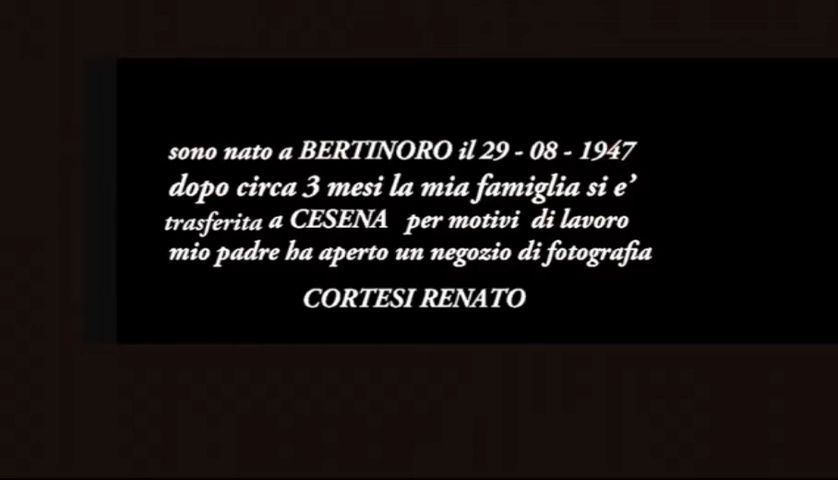 sono nato a BERTINORO il 29 - 08 - 1947
dopo circa 3 mesi la mia famiglia si e’
trasferita a CESENA per motivi di lavoro
mio padre ha aperto un negozio di fotografia
CORTESI RENATO